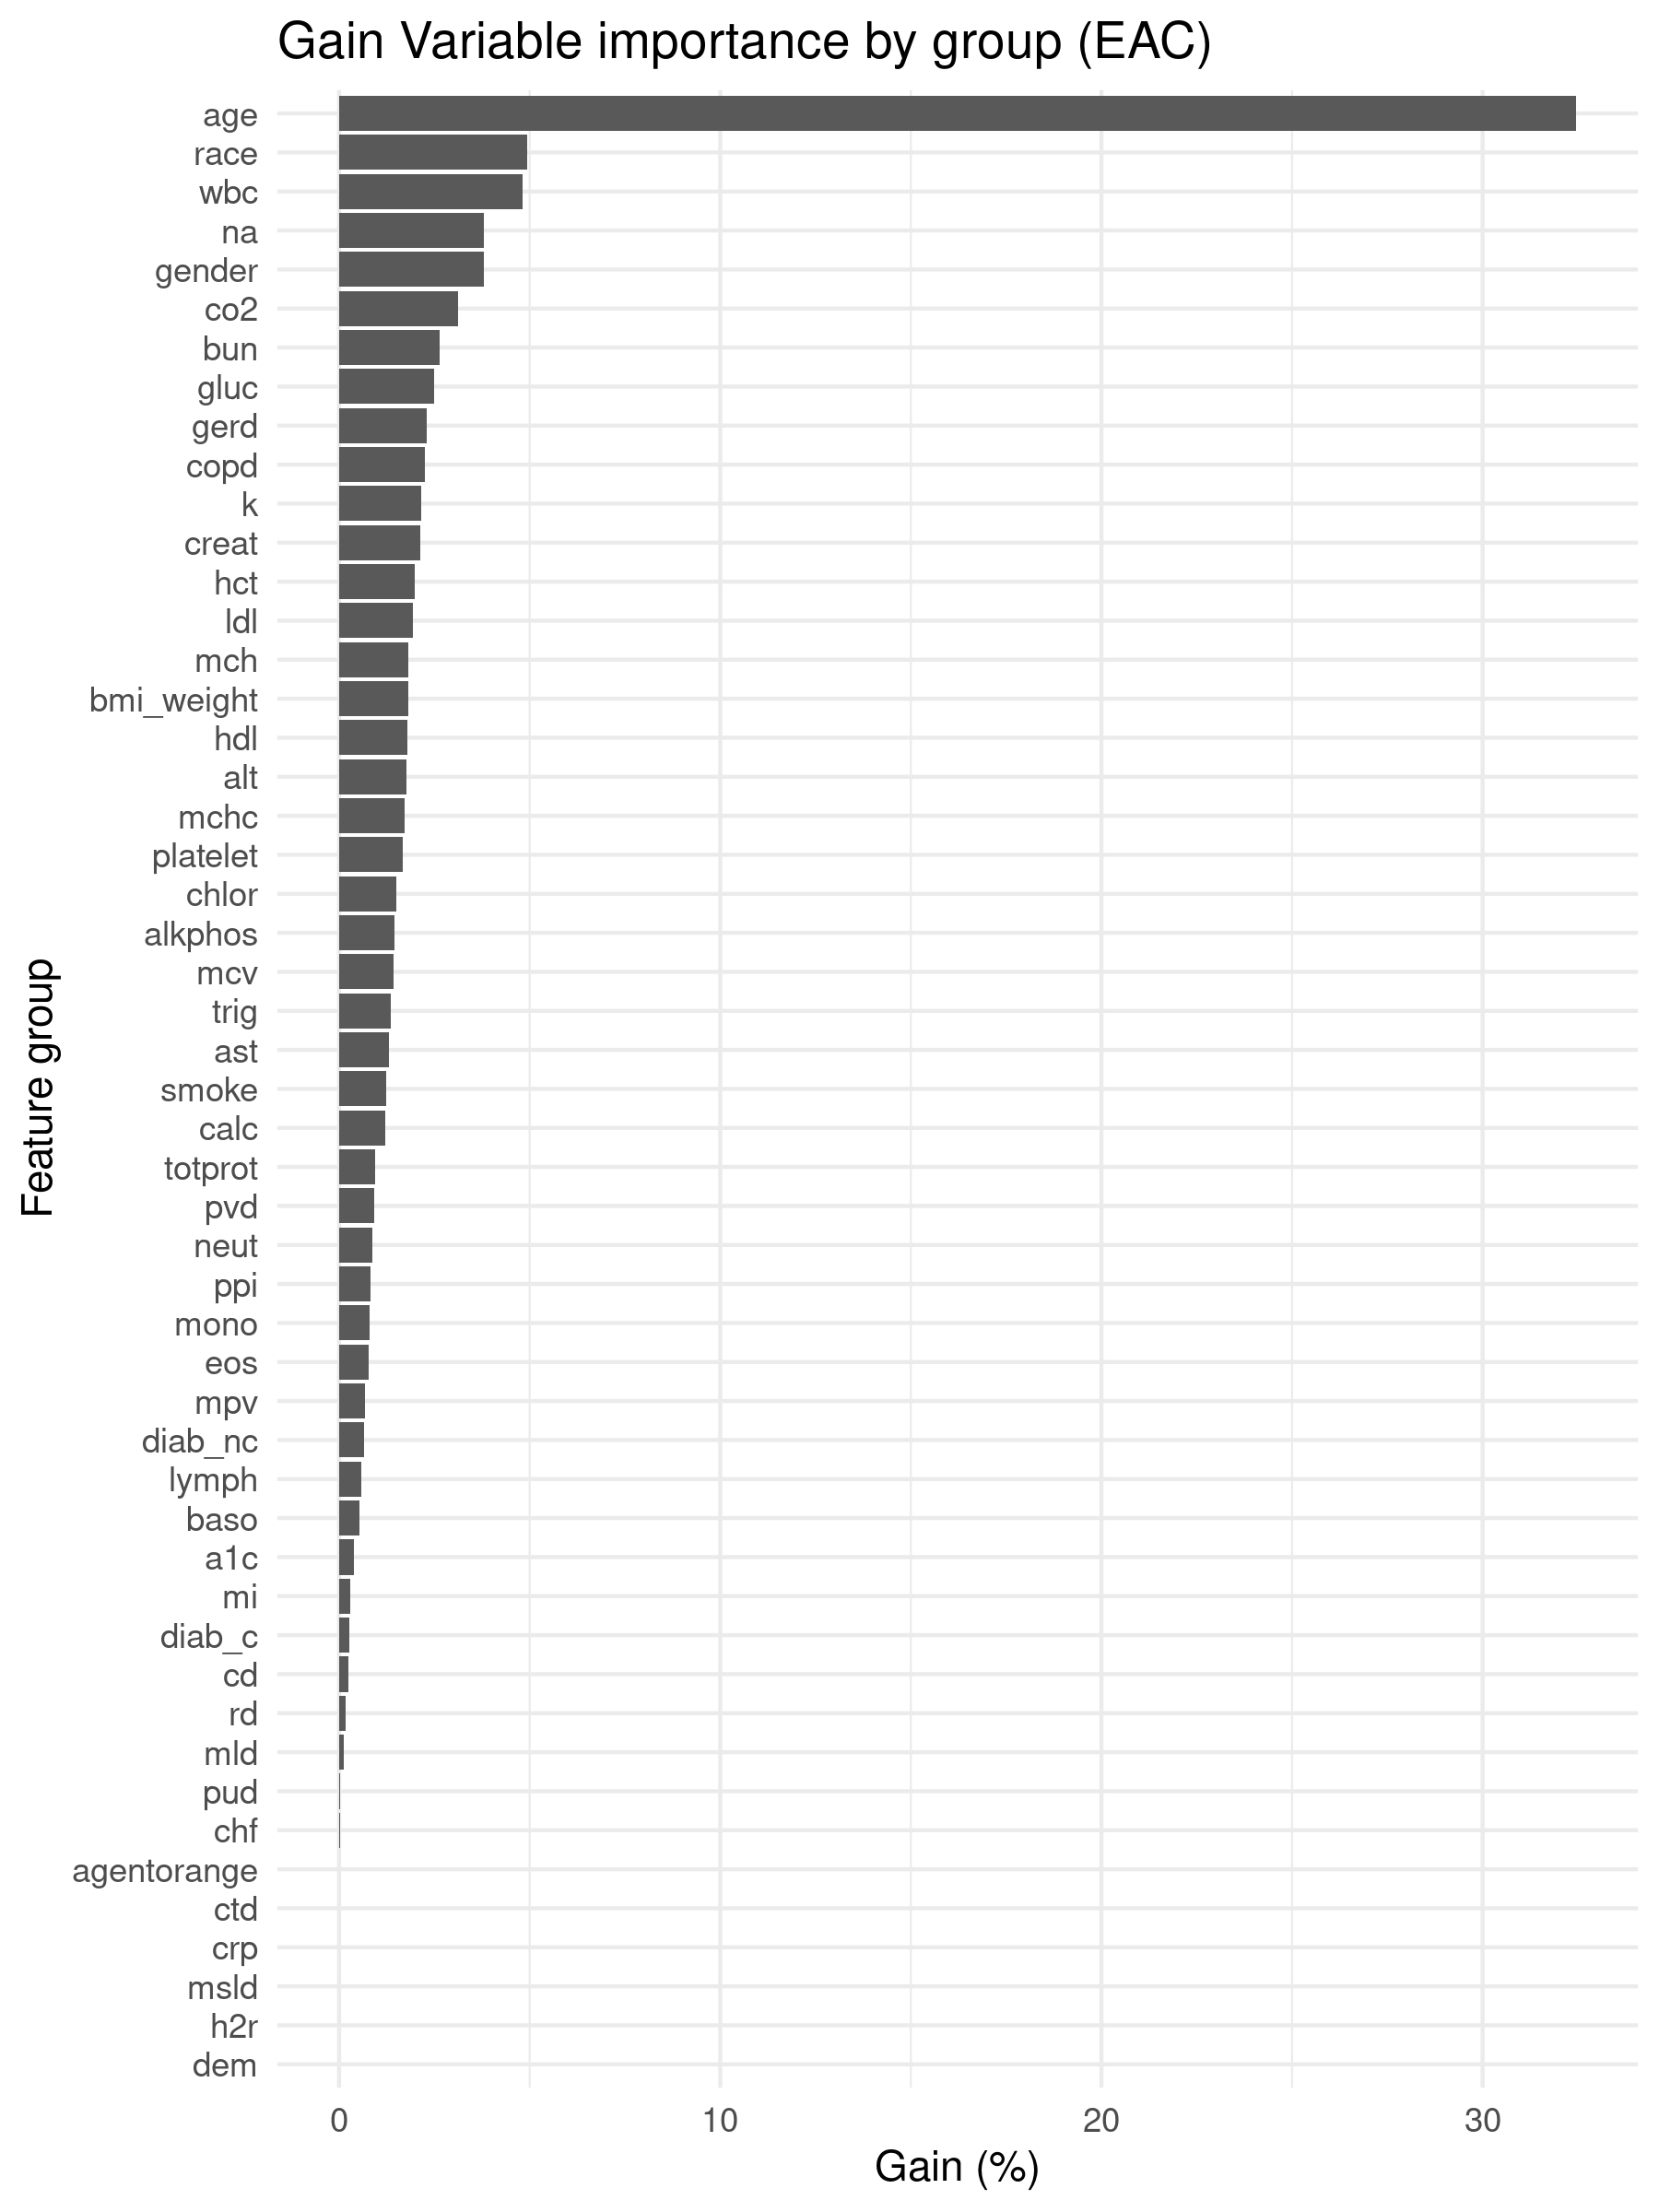 Gain Variable importance by group (EAC)
age
race
wbc
na
gender
co2
bun
gluc
gerd
copd
k
creat
hct
ldl
mch
bmi_weight
hdl
alt
mchc
platelet
chlor
alkphos
mcv
trig
ast
smoke
calc
totprot
pvd
neut
ppi
mono
eos
mpv
diab_nc
lymph
baso
a1c
mi
diab_c
cd
rd
mld
pud
chf
agentorange
ctd
crp
msld
h2r
dem
Feature group
0 10 20 30
Gain (%)